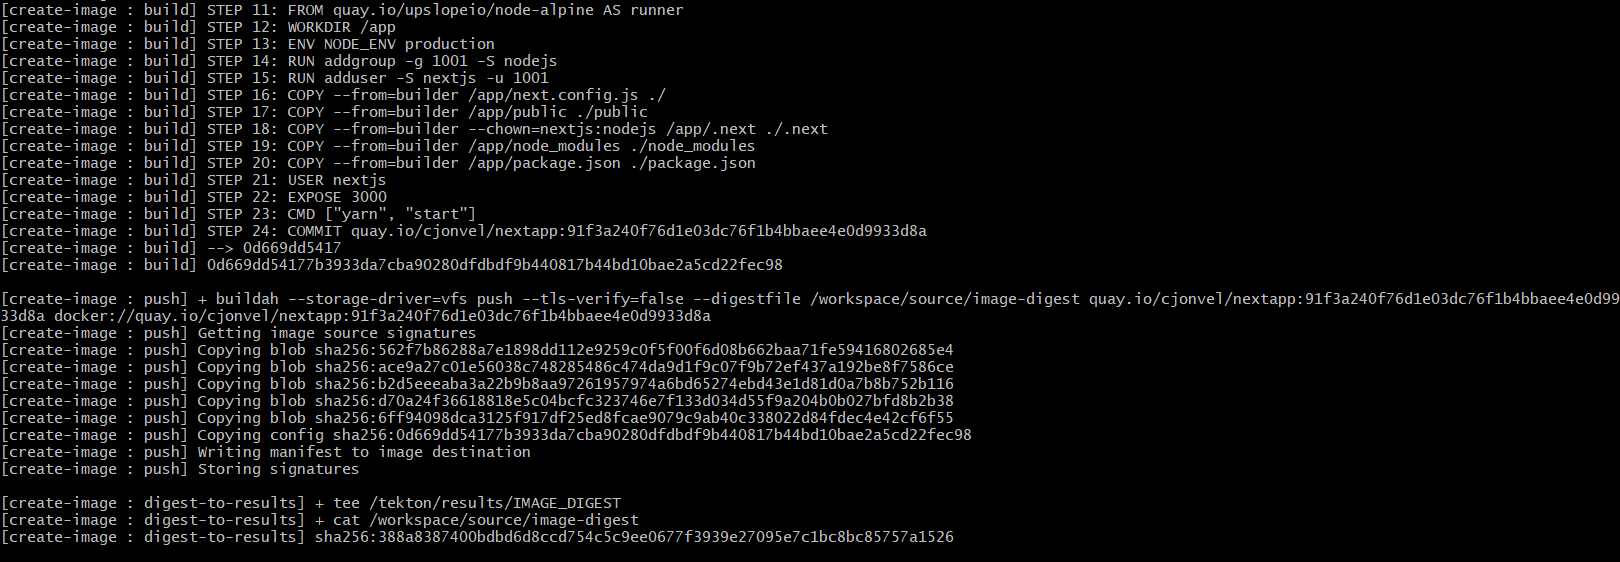 [create-image : build] STEP 11: FROM quay.io/upslopeio/node-alpine AS runner
[create-image : build] STEP 12: WORKDIR /app
[create-image : build] STEP 13: ENV NODE_ENV production
[create-image : build] STEP 14: RUN addgroup -g 1001 -S nodejs
[create-image : build] STEP 15: RUN adduser -S nextjs -u 1001
[create-image : build] STEP 16: COPY --from=builder /app/next.config.js ./
[create-image : build] STEP 17: COPY --from=builder /app/public ./public
[create-image : build] STEP 18: COPY --from=builder --chown=nextjs:nodejs /app/.next ./.next
[create-image : build] STEP 19: COPY --from=builder /app/node_modules ./node_modules
[create-image : build] STEP 20: COPY --from=builder /app/package.json ./package.json
[create-image : build] STEP 21: USER nextjs
[create-image : build] STEP 22: EXPOSE 3000
[create-image : build] STEP 23: CMD ["yarn", "start"]
[create-image : build] STEP 24: COMMIT quay.io/cjonvel/nextapp:91f3a240f76d1e03dc76f1b4bbaee4e0d9933d8a
[create-image : build] --> 0d669dd5417
[create-image : build] 0d669dd54177b3933da7cba90280dfdbdf9b440817b44bd10bae2a5cd22fec98
[create-image : push] + buildah --storage-driver=vfs push --tls-verify=false --digestfile /workspace/source/image-digest quay.io/cjonvel/nextapp:91f3a240f76d1e03dc76f1b4bbaee4e0d99
33d8a docker://quay.io/cjonvel/nextapp:91f3a240f76d1e03dc76f1b4bbaee4e0d9933d8a
[create-image : push] Getting image source signatures
[create-image : push] Copying blob sha256:562f7b86288a7e1898dd112e9259c0f5f00f6d08b662baa71fe59416802685e4
[create-image : push] Copying blob sha256:ace9a27c01e56038c748285486c474da9d1f9c07f9b72ef437a192be8f7586ce
[create-image : push] Copying blob sha256:b2d5eeeaba3a22b9b8aa97261957974a6bd65274ebd43e1d81d0a7b8b752b116
[create-image : push] Copying blob sha256:d70a24f36618818e5c04bcfc323746e7f133d034d55f9a204b0b027bfd8b2b38
[create-image : push] Copying blob sha256:6ff94098dca3125f917df25ed8fcae9079c9ab40c338022d84fdec4e42cf6f55
[create-image : push] Copying config sha256:0d669dd54177b3933da7cba90280dfdbdf9b440817b44bd10bae2a5cd22fec98
[create-image : push] Writing manifest to image destination
[create-image : push] Storing signatures
[create-image : digest-to-results] + tee /tekton/results/IMAGE_DIGEST
[create-image : digest-to-results] + cat /workspace/source/image-digest
[create-image : digest-to-results] sha256:388a8387400bdbd6d8ccd754c5c9ee0677f3939e27095e7c1bc8bc85757a1526